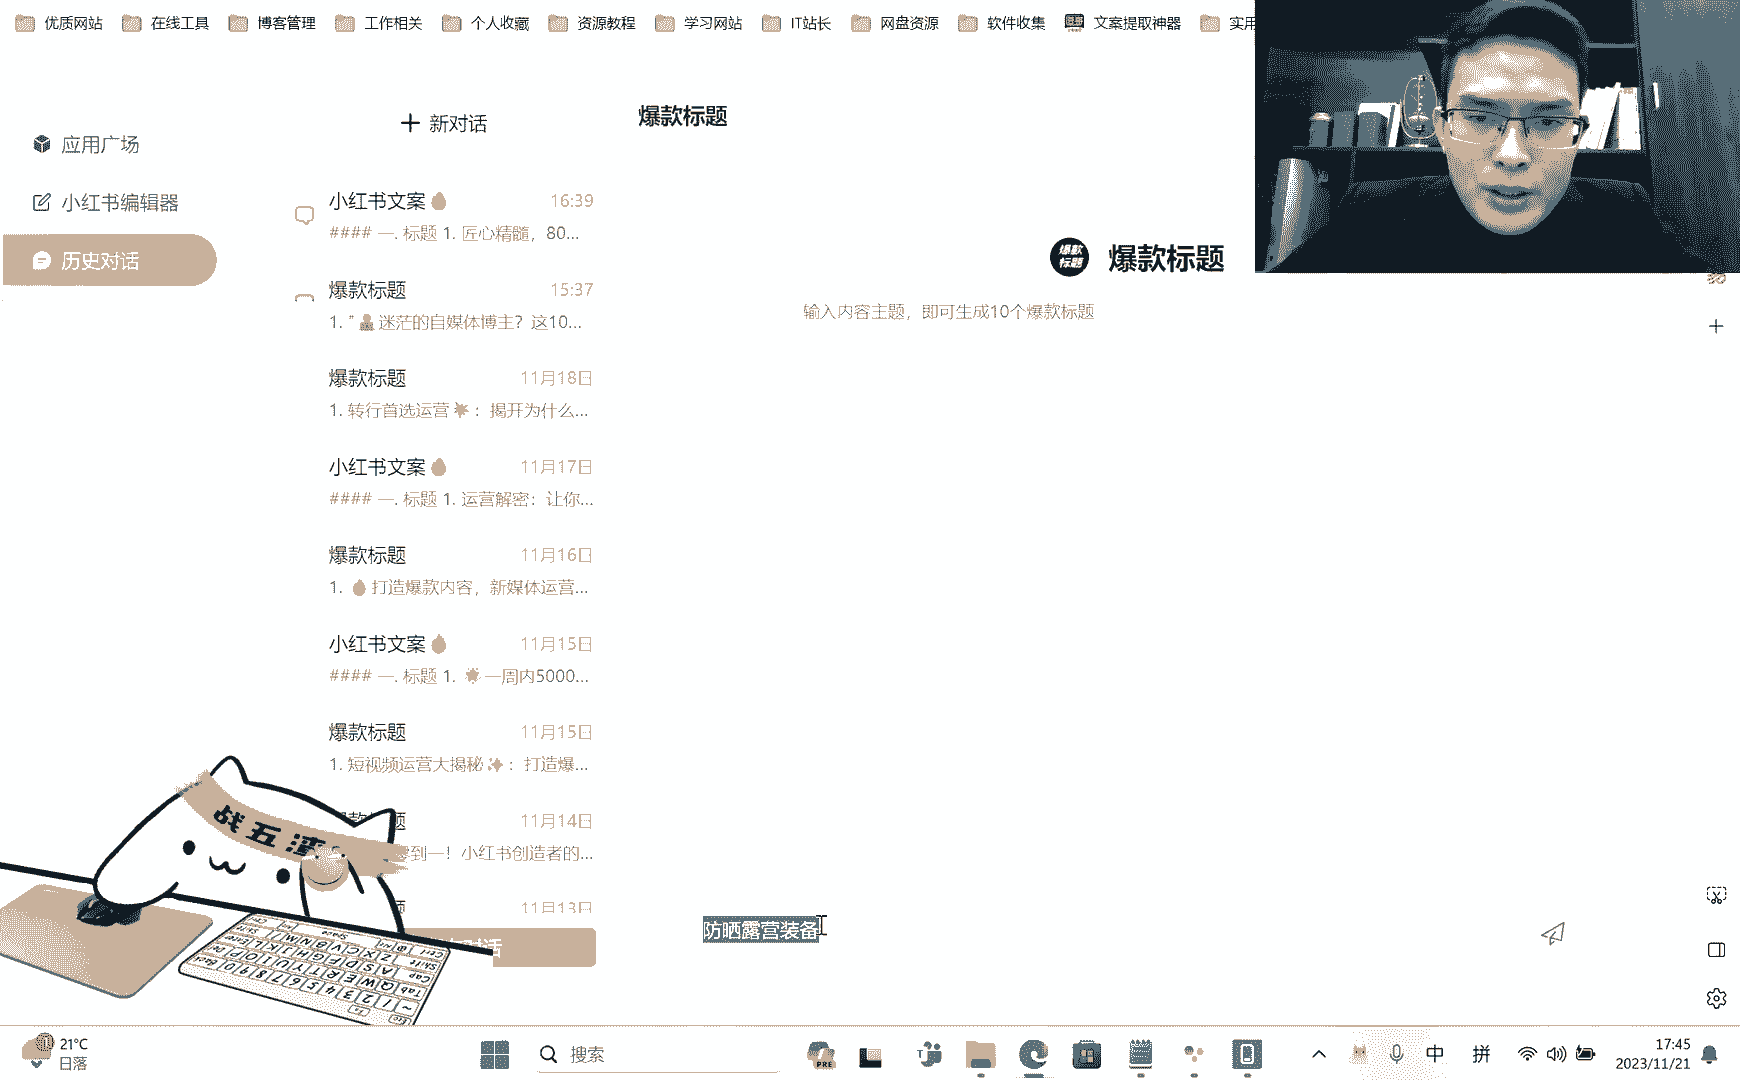 优质网站 在线工具 博客管理 工作相关 个人收藏 资源教程 学习网站 IT站长 网盘资源 软件收集 文案提取神器 实用
应用广场
小红书编辑器
历史对话
+ 新对话
小红书文案 16:39
#### 一. 标题 1. 匠心精髓，80...
爆款标题 15:37
1. " 迷茫的自媒体博主？这10...
爆款标题 11月18日
1. 转行首选运营 ：揭开为什么...
小红书文案 11月17日
#### 一. 标题 1. 运营解密：让你...
爆款标题 11月16日
1. 打造爆款内容，新媒体运营...
小红书文案 11月15日
#### 一. 标题 1. 一周内5000...
爆款标题 11月15日
1. 短视频运营大揭秘 ：打造爆...
题 11月14日
零到一！小红书创造者的...
题 11月13日
话
爆款标题
爆款标题
爆款标题
输入内容主题，即可生成10个爆款标题
防晒露营装备
战五渣
21°C
日落
搜索
PRE
中
拼
17:45
2023/11/21